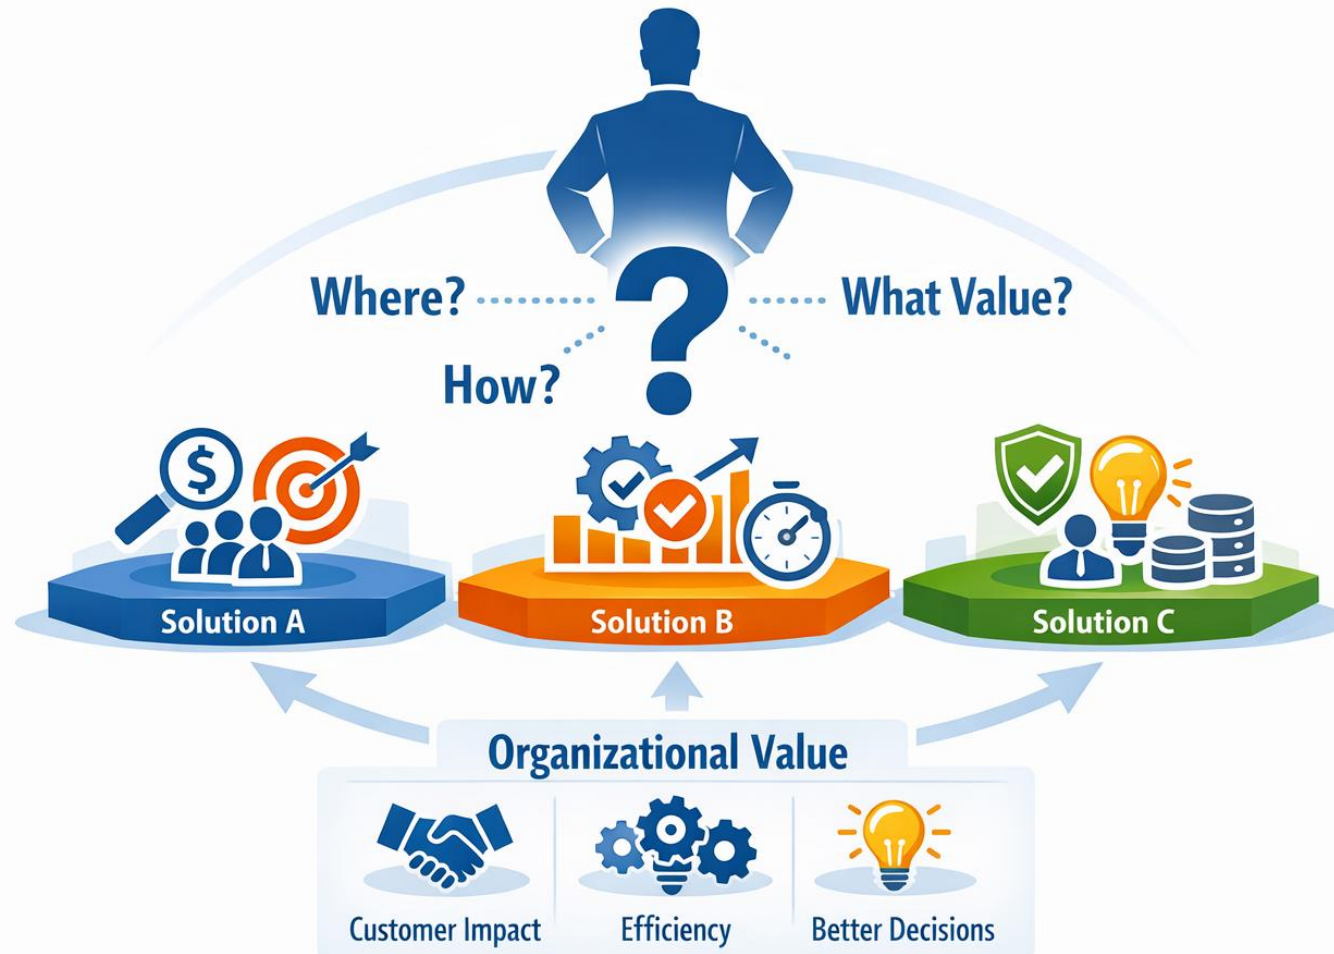 Where?
What Value?
How?
$
Solution A
Solution B
Solution C
Organizational Value
Customer Impact
Efficiency
Better Decisions